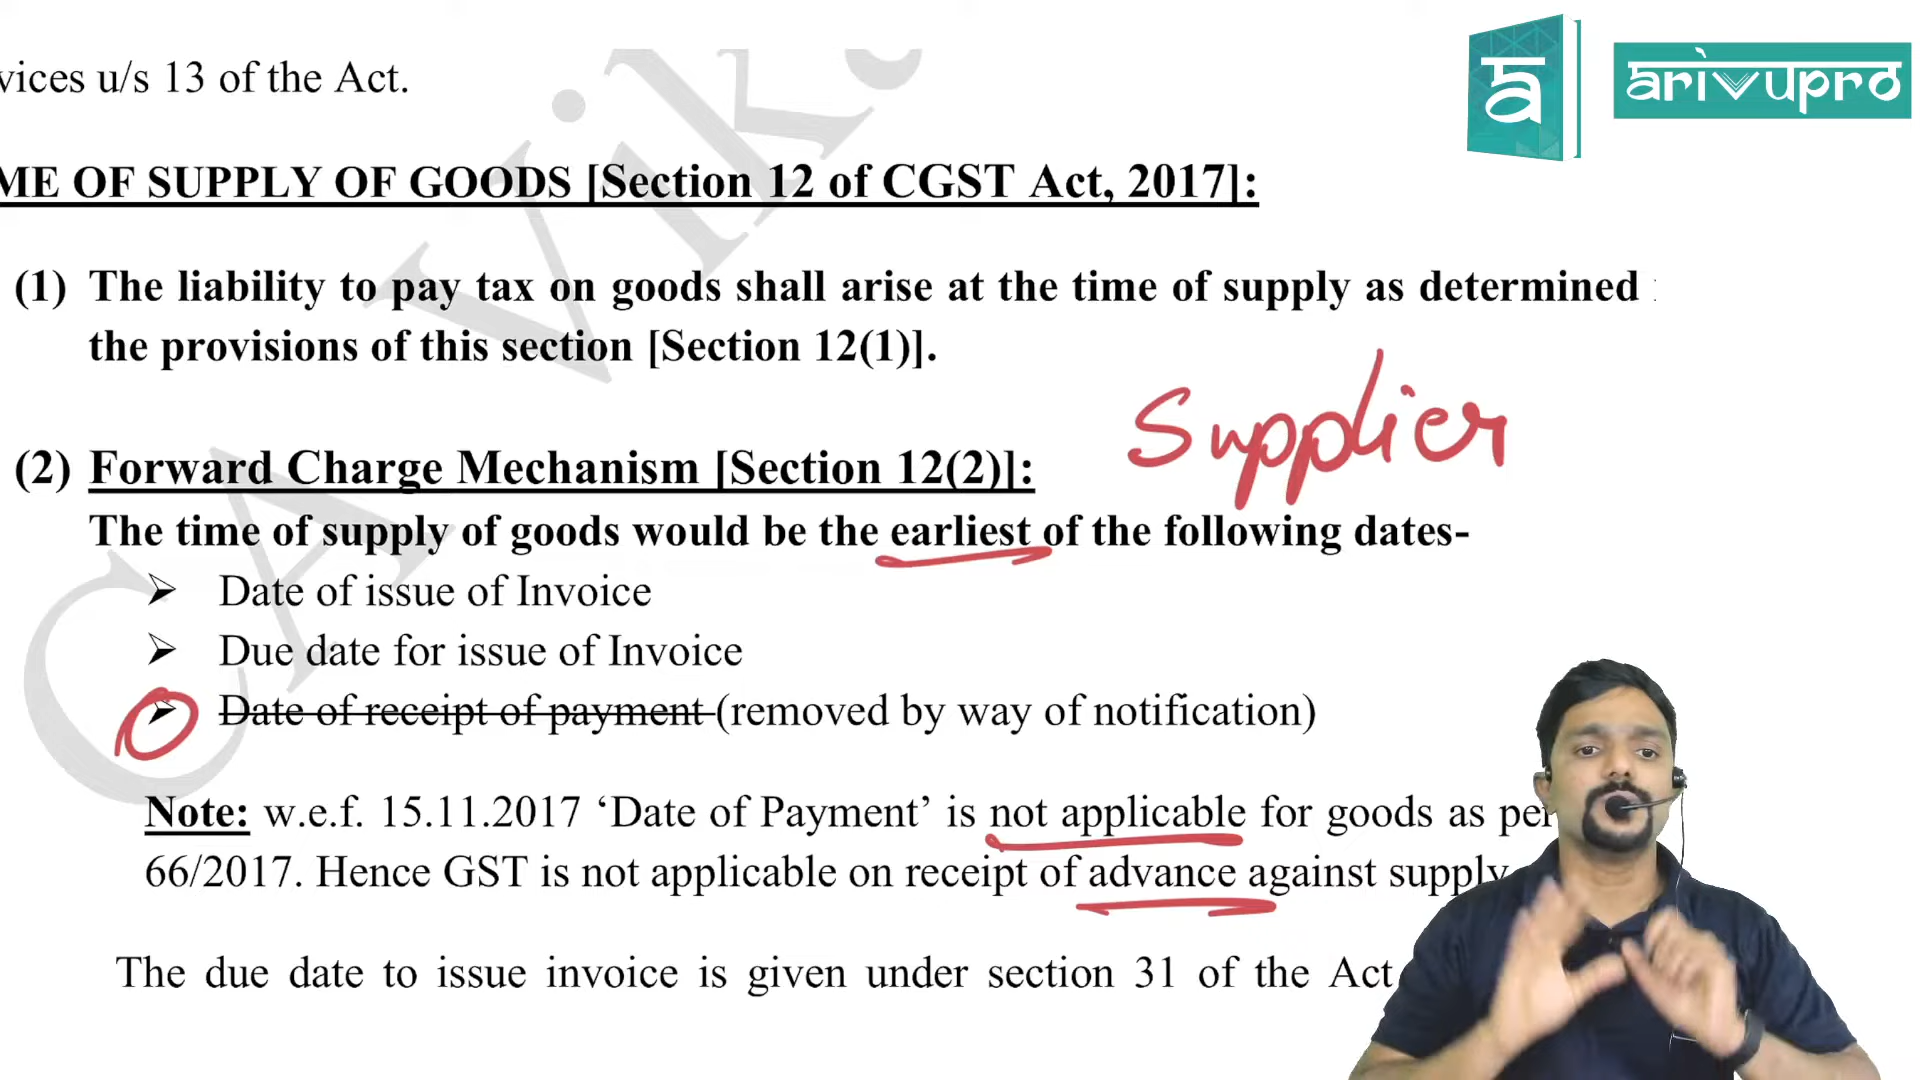 vices u/s 13 of the Act.
arivupro
ME OF SUPPLY OF GOODS [Section 12 of CGST Act, 2017]:
(1) The liability to pay tax on goods shall arise at the time of supply as determined
the provisions of this section [Section 12(1)].
Supplier
(2) Forward Charge Mechanism [Section 12(2)]:
The time of supply of goods would be the earliest of the following dates-
➢ Date of issue of Invoice
➢ Due date for issue of Invoice
➢ Date of receipt of payment (removed by way of notification)
Note: w.e.f. 15.11.2017 ‘Date of Payment’ is not applicable for goods as per
66/2017. Hence GST is not applicable on receipt of advance against supply
The due date to issue invoice is given under section 31 of the Act
CA Vik